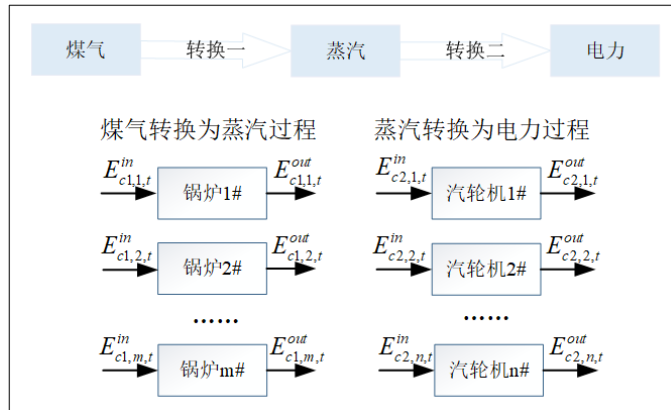 煤气 转换一 蒸汽 转换二 电力
煤气转换为蒸汽过程 蒸汽转换为电力过程
E^{in}_{c1,1,t} 锅炉1# E^{out}_{c1,1,t} E^{in}_{c2,1,t} 汽轮机1# E^{out}_{c2,1,t}
E^{in}_{c1,2,t} 锅炉2# E^{out}_{c1,2,t} E^{in}_{c2,2,t} 汽轮机2# E^{out}_{c2,2,t}
…… ……
E^{in}_{c1,m,t} 锅炉m# E^{out}_{c1,m,t} E^{in}_{c2,n,t} 汽轮机n# E^{out}_{c2,n,t}